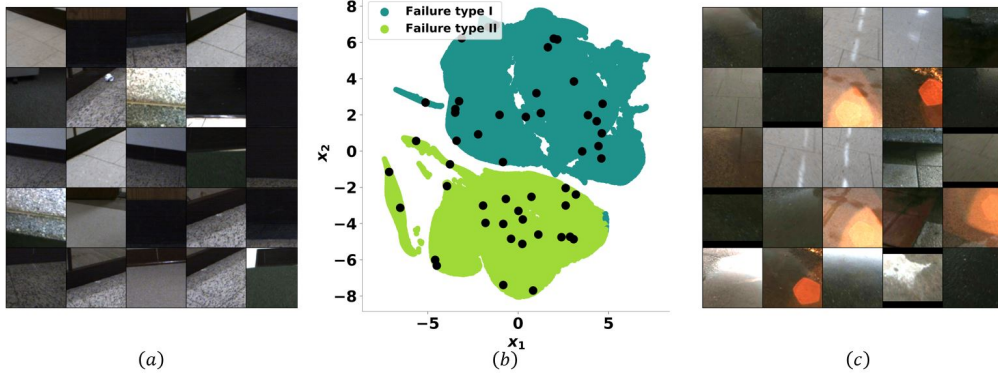 8
6
4
2
0
−2
−4
−6
−8
x₂
Failure type I
Failure type II
−5
0
5
x₁
(a)
(b)
(c)